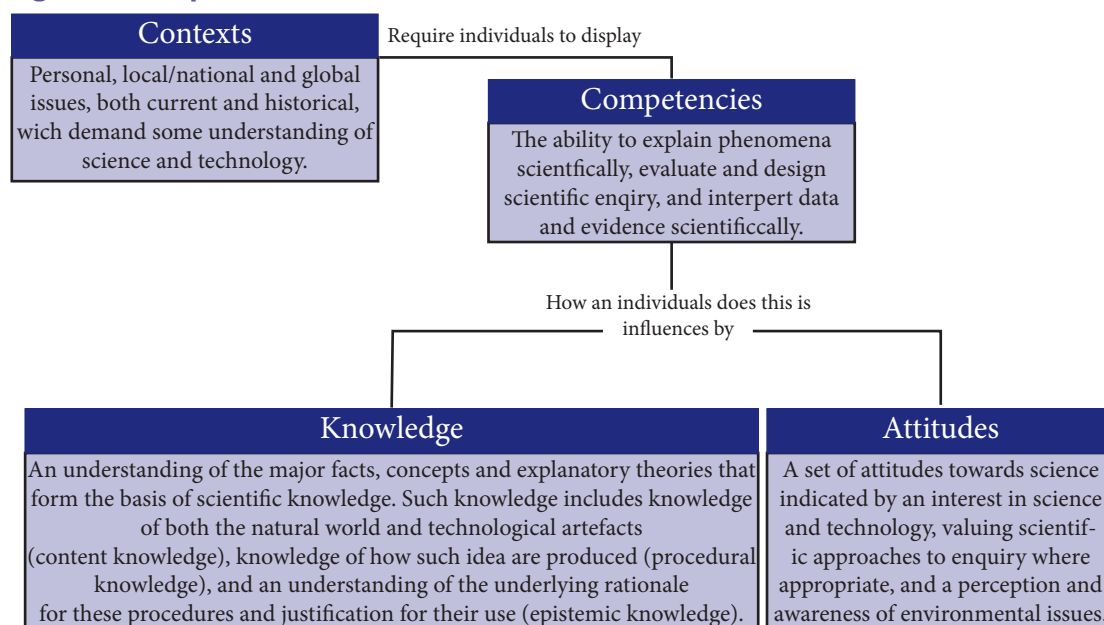 Contexts
Require individuals to display
Personal, local/national and global
issues, both current and historical,
wich demand some understanding of
science and technology.
Competencies
The ability to explain phenomena
scientfically, evaluate and design
scientific enqiry, and interpert data
and evidence scientificcally.
How an individuals does this is
influences by
Knowledge
An understanding of the major facts, concepts and explanatory theories that
form the basis of scientific knowledge. Such knowledge includes knowledge
of both the natural world and technological artefacts
(content knowledge), knowledge of how such idea are produced (procedural
knowledge), and an understanding of the underlying rationale
for these procedures and justification for their use (epistemic knowledge).
Attitudes
A set of attitudes towards science
indicated by an interest in science
and technology, valuing scientif-
ic approaches to enquiry where
appropriate, and a perception and
awareness of environmental issues.